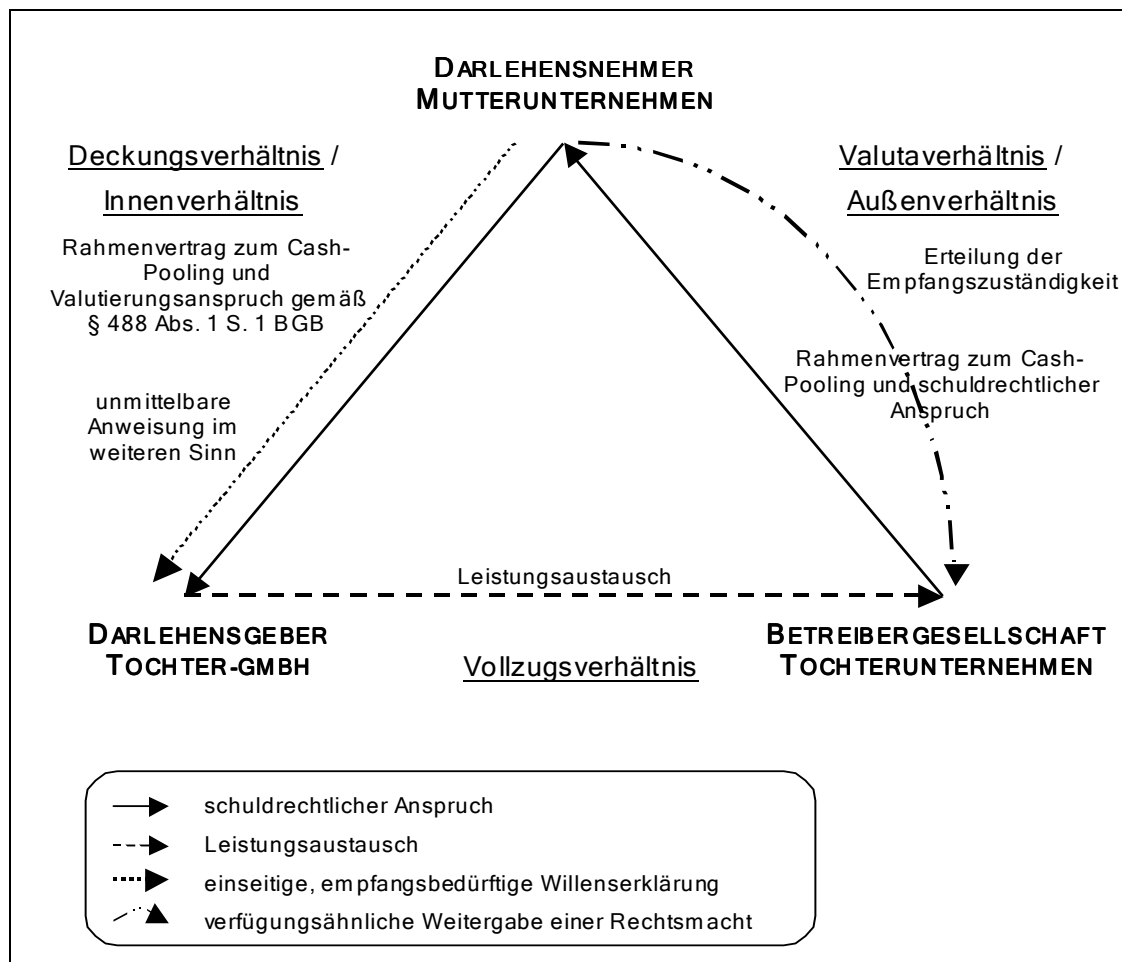 DARLEHENSNEHMER
MUTTERUNTERNEHMEN
Deckungsverhältnis /
Innenverhältnis
Rahmenvertrag zum Cash-
Pooling und
Valutierungsanspruch gemäß
§ 488 Abs. 1 S. 1 BGB
unmittelbare
Anweisung im
weiteren Sinn
Valutaverhältnis /
Außenverhältnis
Erteilung der
Empfangszuständigkeit
Rahmenvertrag zum Cash-
Pooling und schuldrechtlicher
Anspruch
Leistungsaustausch
DARLEHENSGEBER
TOCHTER-GMBH
Vollzugsverhältnis
BETREIBERGESELLSCHAFT
TOCHTERUNTERNEHMEN
schuldrechtlicher Anspruch
Leistungsaustausch
einseitige, empfangsbedürftige Willenserklärung
verfügungsähnliche Weitergabe einer Rechtsmacht